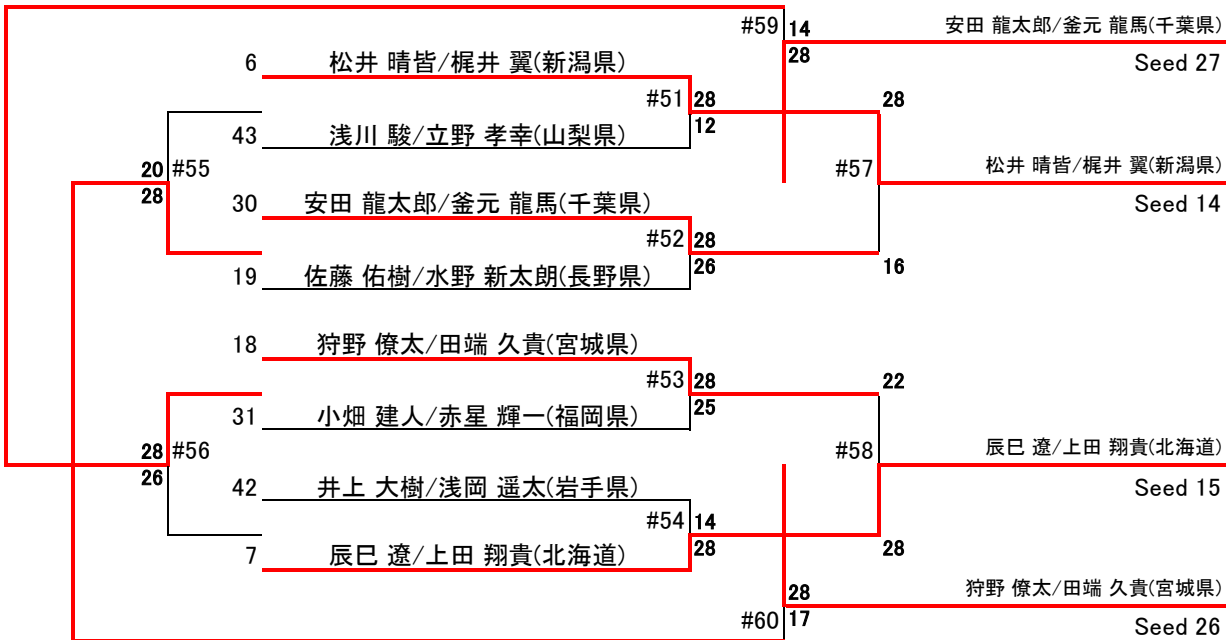 #59 14 安田 龍太郎/釜元 龍馬(千葉県)
28
6 松井 晴皆/梶井 翼(新潟県) Seed 27
#51 28 28
43 浅川 駿/立野 孝幸(山梨県) 12
20 #55 #57 松井 晴皆/梶井 翼(新潟県)
28 30 安田 龍太郎/釜元 龍馬(千葉県) Seed 14
#52 28
19 佐藤 佑樹/水野 新太朗(長野県) 26 16
18 狩野 僚太/田端 久貴(宮城県)
#53 28 22
31 小畑 建人/赤星 輝一(福岡県) 25
28 #56 #58 辰巳 遼/上田 翔貴(北海道)
26 42 井上 大樹/浅岡 遥太(岩手県) Seed 15
#54 14
7 辰巳 遼/上田 翔貴(北海道) 28 28
28 狩野 僚太/田端 久貴(宮城県)
#60 17 Seed 26